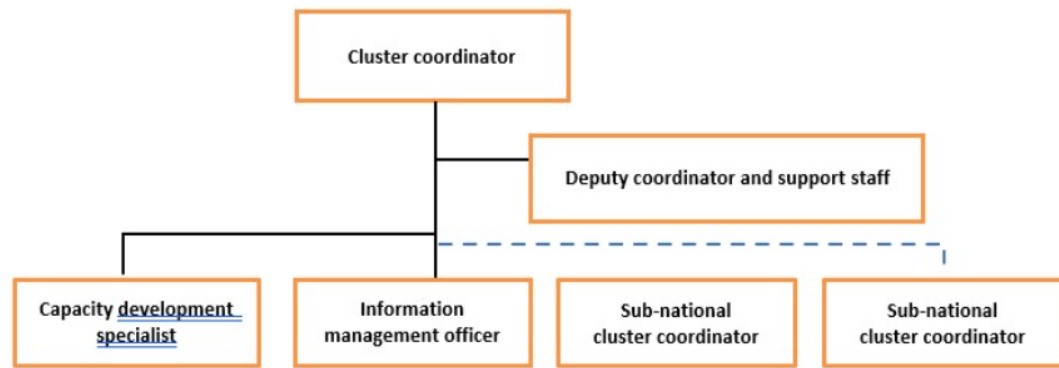 Cluster coordinator
Deputy coordinator and support staff
Capacity development
specialist
Information
management officer
Sub-national
cluster coordinator
Sub-national
cluster coordinator